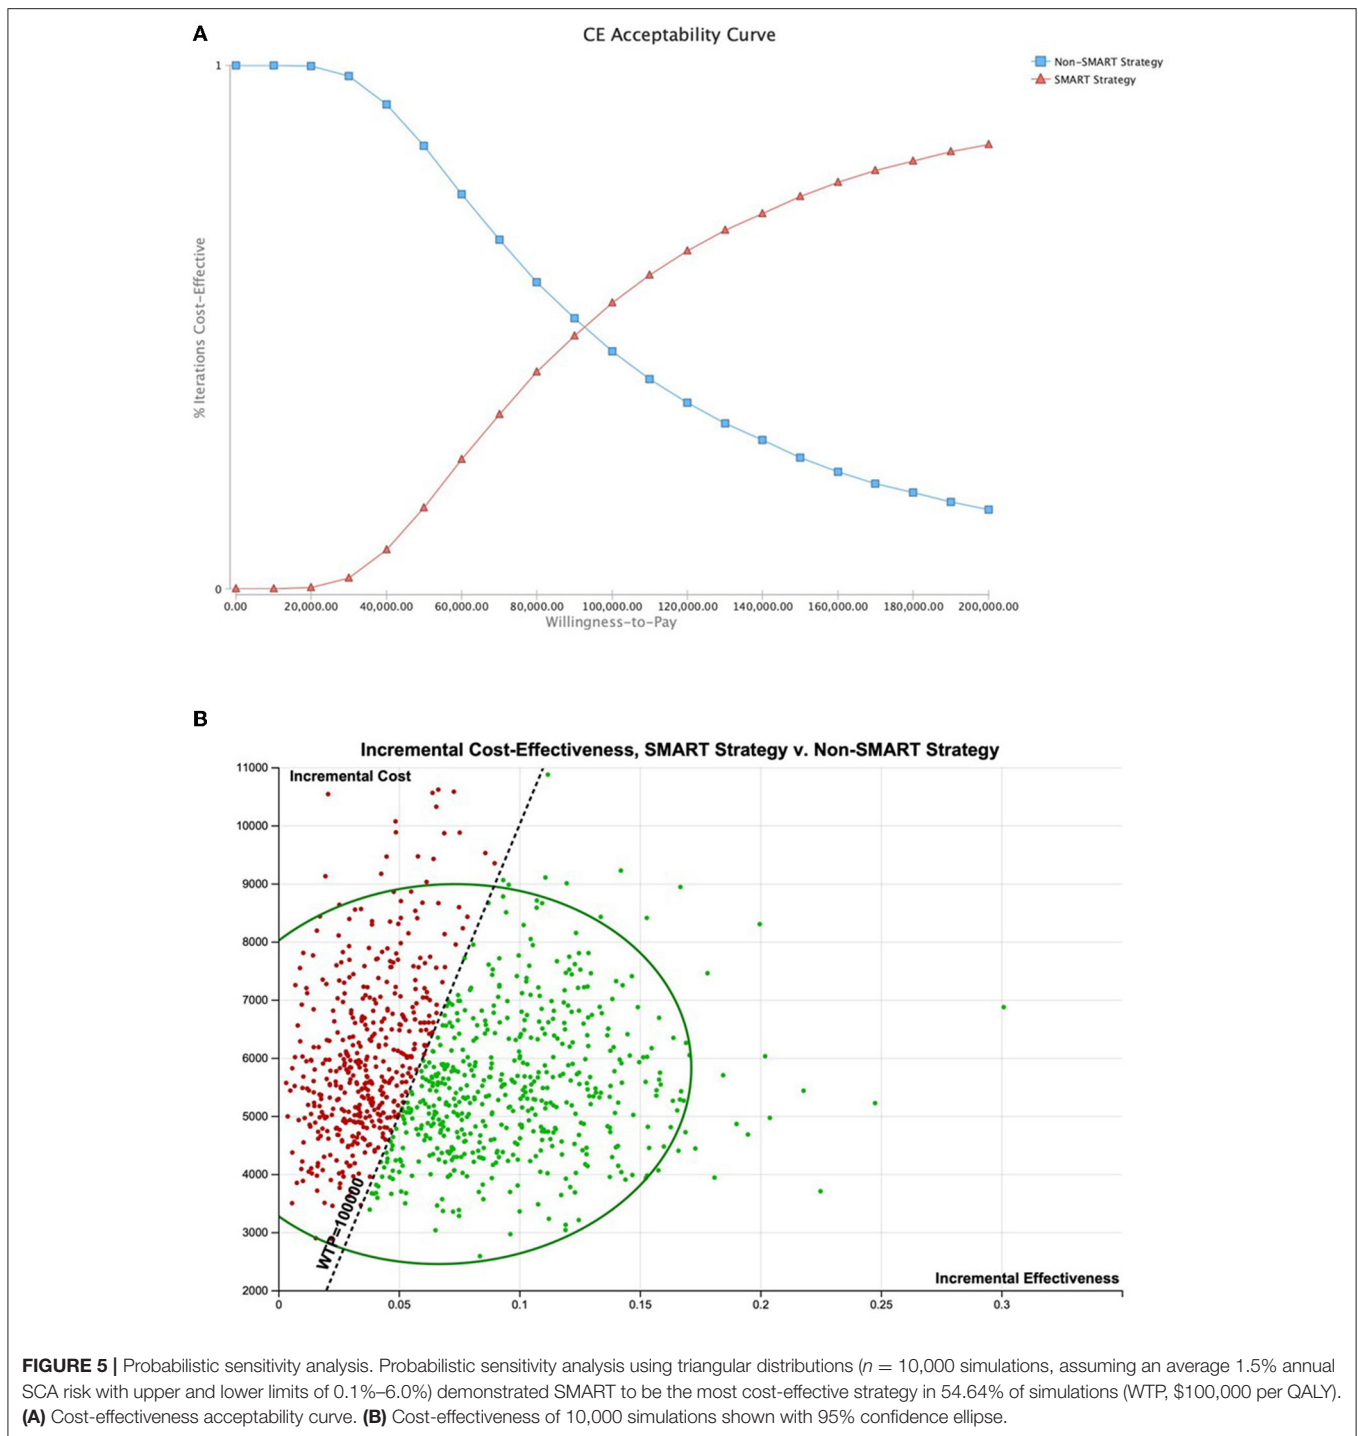 A
CE Acceptability Curve
Non-SMART Strategy
SMART Strategy
1
% Iterations Cost-Effective
0
0.00 20,000.00 40,000.00 60,000.00 80,000.00 100,000.00 120,000.00 140,000.00 160,000.00 180,000.00 200,000.00
Willingness-to-Pay
B
Incremental Cost-Effectiveness, SMART Strategy v. Non-SMART Strategy
Incremental Cost
11000
10000
9000
8000
7000
6000
5000
4000
3000
2000
WTP=100000
Incremental Effectiveness
0 0.05 0.1 0.15 0.2 0.25 0.3
FIGURE 5 | Probabilistic sensitivity analysis. Probabilistic sensitivity analysis using triangular distributions (n = 10,000 simulations, assuming an average 1.5% annual
SCA risk with upper and lower limits of 0.1%–6.0%) demonstrated SMART to be the most cost-effective strategy in 54.64% of simulations (WTP, $100,000 per QALY).
(A) Cost-effectiveness acceptability curve. (B) Cost-effectiveness of 10,000 simulations shown with 95% confidence ellipse.